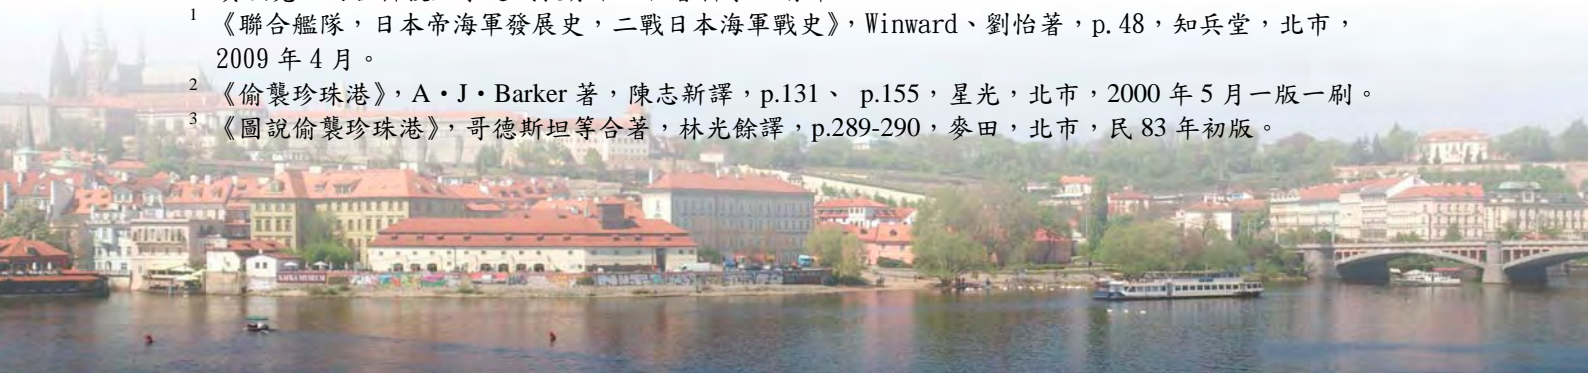 1 《聯合艦隊，日本帝海軍發展史，二戰日本海軍戰史》，Winward、劉怡著，p.48，知兵堂，北市，
2009 年 4 月。
2 《偷襲珍珠港》，A‧J‧Barker 著，陳志新譯，p.131、 p.155，星光，北市，2000 年 5 月一版一刷。
3 《圖說偷襲珍珠港》，哥德斯坦等合著，林光餘譯，p.289-290，麥田，北市，民 83 年初版。
KAFKA MUSEUM